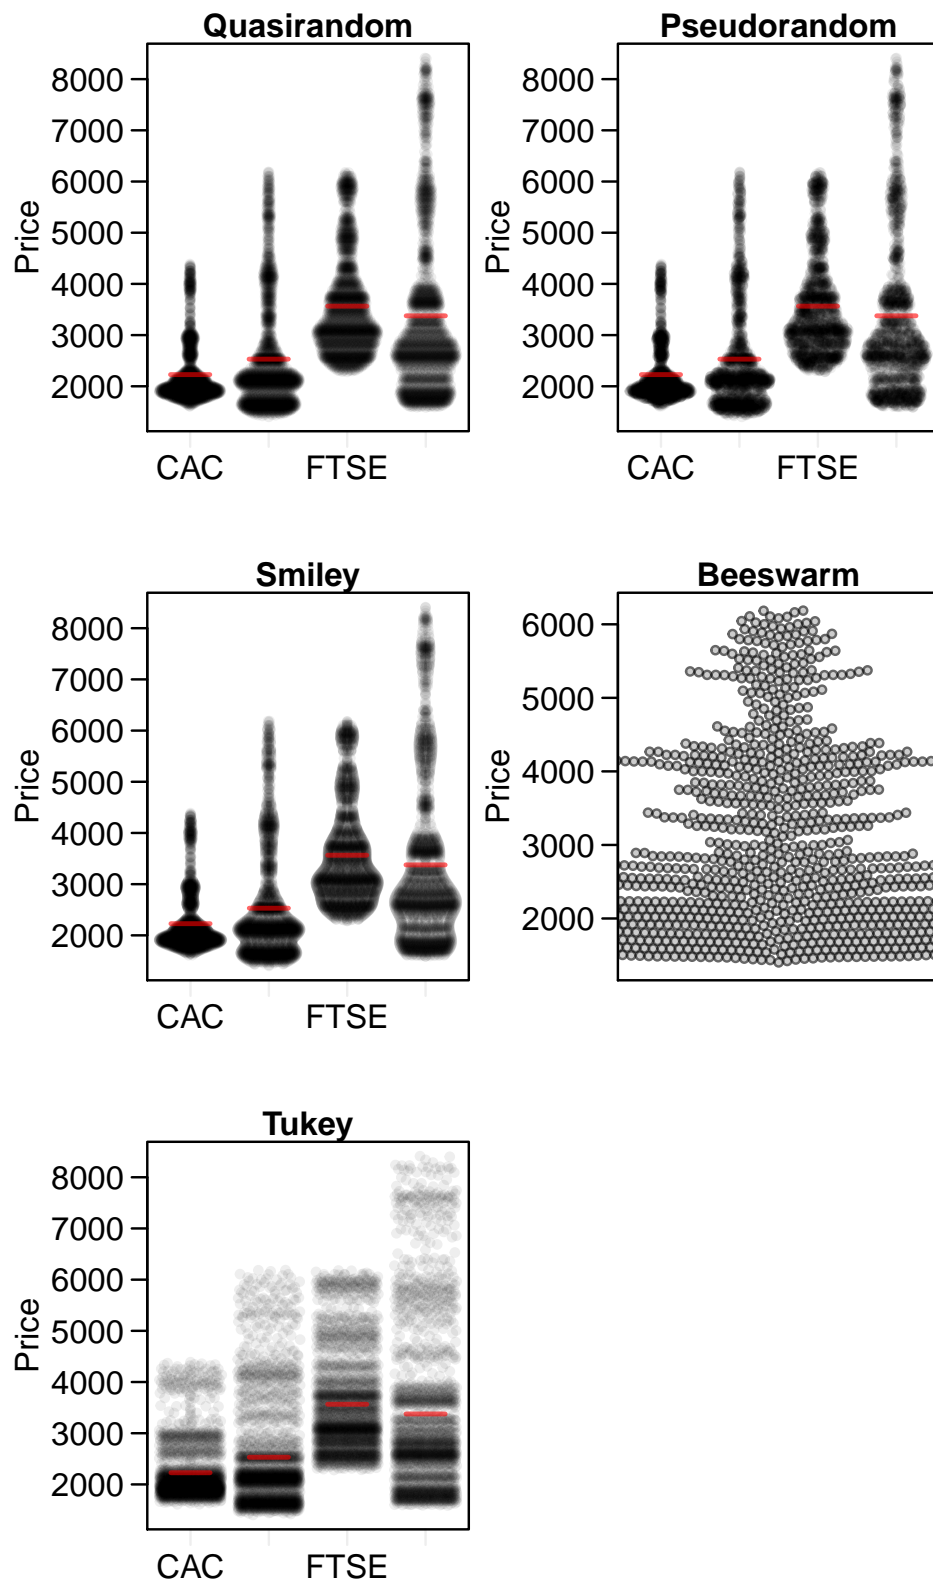 Quasirandom
Price
8000
7000
6000
5000
4000
3000
2000
CAC
FTSE
Pseudorandom
Price
8000
7000
6000
5000
4000
3000
2000
CAC
FTSE
Smiley
Price
8000
7000
6000
5000
4000
3000
2000
CAC
FTSE
Beeswarm
Price
6000
5000
4000
3000
2000
Tukey
Price
8000
7000
6000
5000
4000
3000
2000
CAC
FTSE